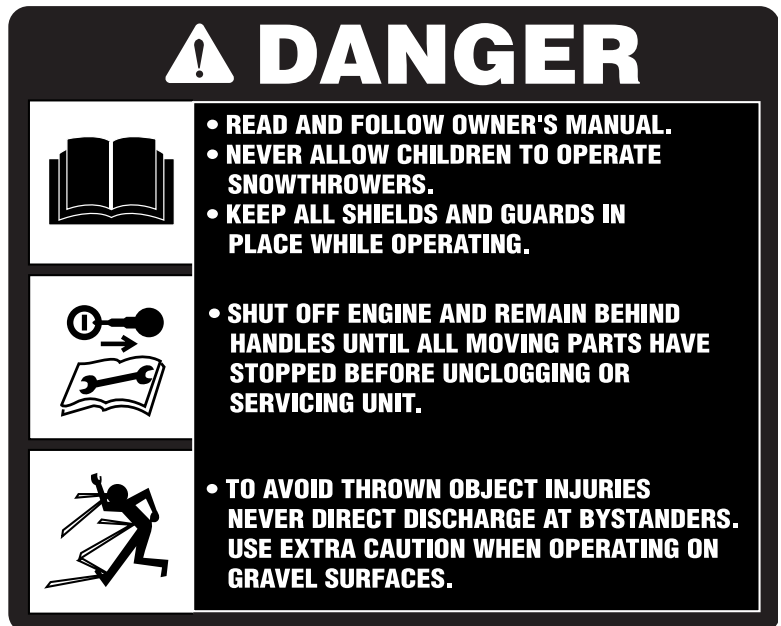 DANGER
• READ AND FOLLOW OWNER'S MANUAL.
• NEVER ALLOW CHILDREN TO OPERATE
SNOWTHROWERS.
• KEEP ALL SHIELDS AND GUARDS IN
PLACE WHILE OPERATING.
• SHUT OFF ENGINE AND REMAIN BEHIND
HANDLES UNTIL ALL MOVING PARTS HAVE
STOPPED BEFORE UNCLOGGING OR
SERVICING UNIT.
• TO AVOID THROWN OBJECT INJURIES
NEVER DIRECT DISCHARGE AT BYSTANDERS.
USE EXTRA CAUTION WHEN OPERATING ON
GRAVEL SURFACES.